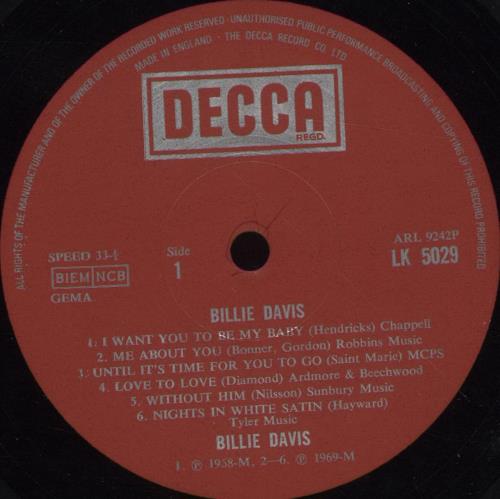 ALL RIGHTS OF THE MANUFACTURER AND OF THE OWNER OF THE RECORDED WORK RESERVED · UNAUTHORISED PUBLIC PERFORMANCE BROADCASTING AND COPYING OF THIS RECORD PROHIBITED
MADE IN ENGLAND · THE DECCA RECORD CO LTD
DECCA
REGD.
SPEED 33⅓
Side
1
ARL 9242P
LK 5029
BIEM NCB
GEMA
BILLIE DAVIS
1. I WANT YOU TO BE MY BABY (Hendricks) Chappell
2. ME ABOUT YOU (Bonner, Gordon) Robbins Music
3. UNTIL IT'S TIME FOR YOU TO GO (Saint Marie) MCPS
4. LOVE TO LOVE (Diamond) Ardmore & Beechwood
5. WITHOUT HIM (Nilsson) Sunbury Music
6. NIGHTS IN WHITE SATIN (Hayward)
Tyler Music
BILLIE DAVIS
1. ℗ 1958-M, 2—6. ℗ 1969-M